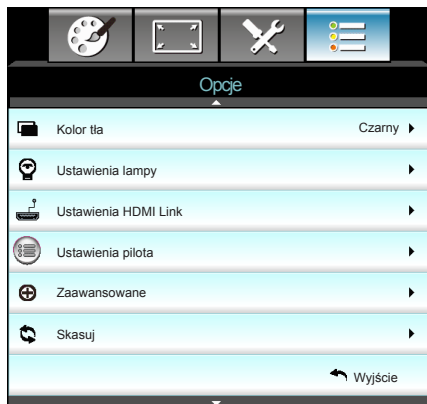 Opcje
Kolor tła Czarny
Ustawienia lampy
Ustawienia HDMI Link
Ustawienia pilota
Zaawansowane
Skasuj
Wyjście